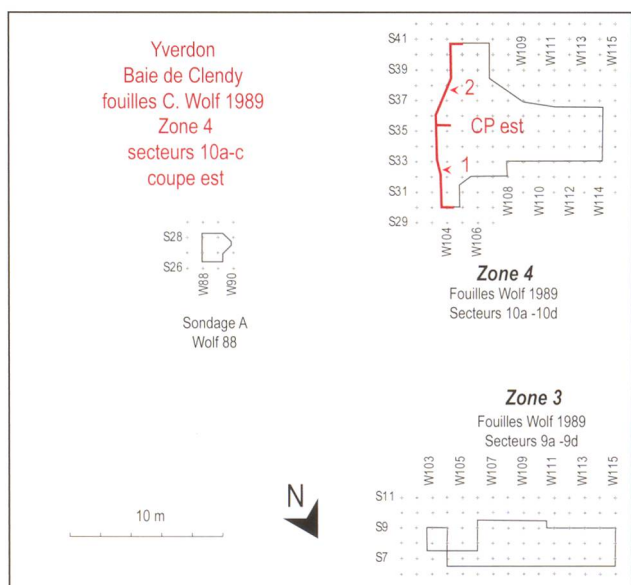 Yverdon
Baie de Clendy
fouilles C. Wolf 1989
Zone 4
secteurs 10a-c
coupe est
S41
S39
S37
S35
S33
S31
S29
W109
W111
W113
W115
2
CP est
1
W108
W110
W112
W114
W104
W106
Zone 4
Fouilles Wolf 1989
Secteurs 10a -10d
S28
S26
W88
W90
Sondage A
Wolf 88
Zone 3
Fouilles Wolf 1989
Secteurs 9a -9d
W103
W105
W107
W109
W111
W113
W115
S11
S9
S7
10 m
N